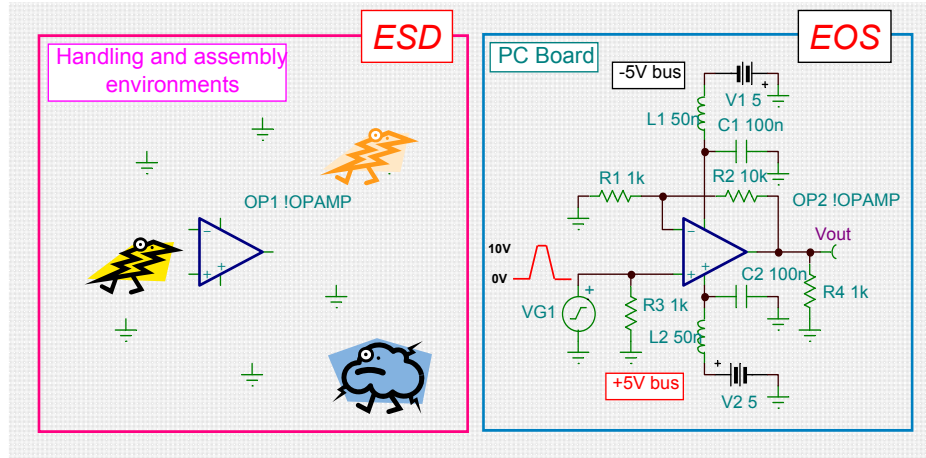 ESD
Handling and assembly
environments
OP1 !OPAMP
EOS
PC Board
-5V bus
V1 5
L1 50n
C1 100n
R1 1k
R2 10k
OP2 !OPAMP
Vout
10V
0V
VG1
R3 1k
C2 100n
R4 1k
L2 50n
+5V bus
V2 5